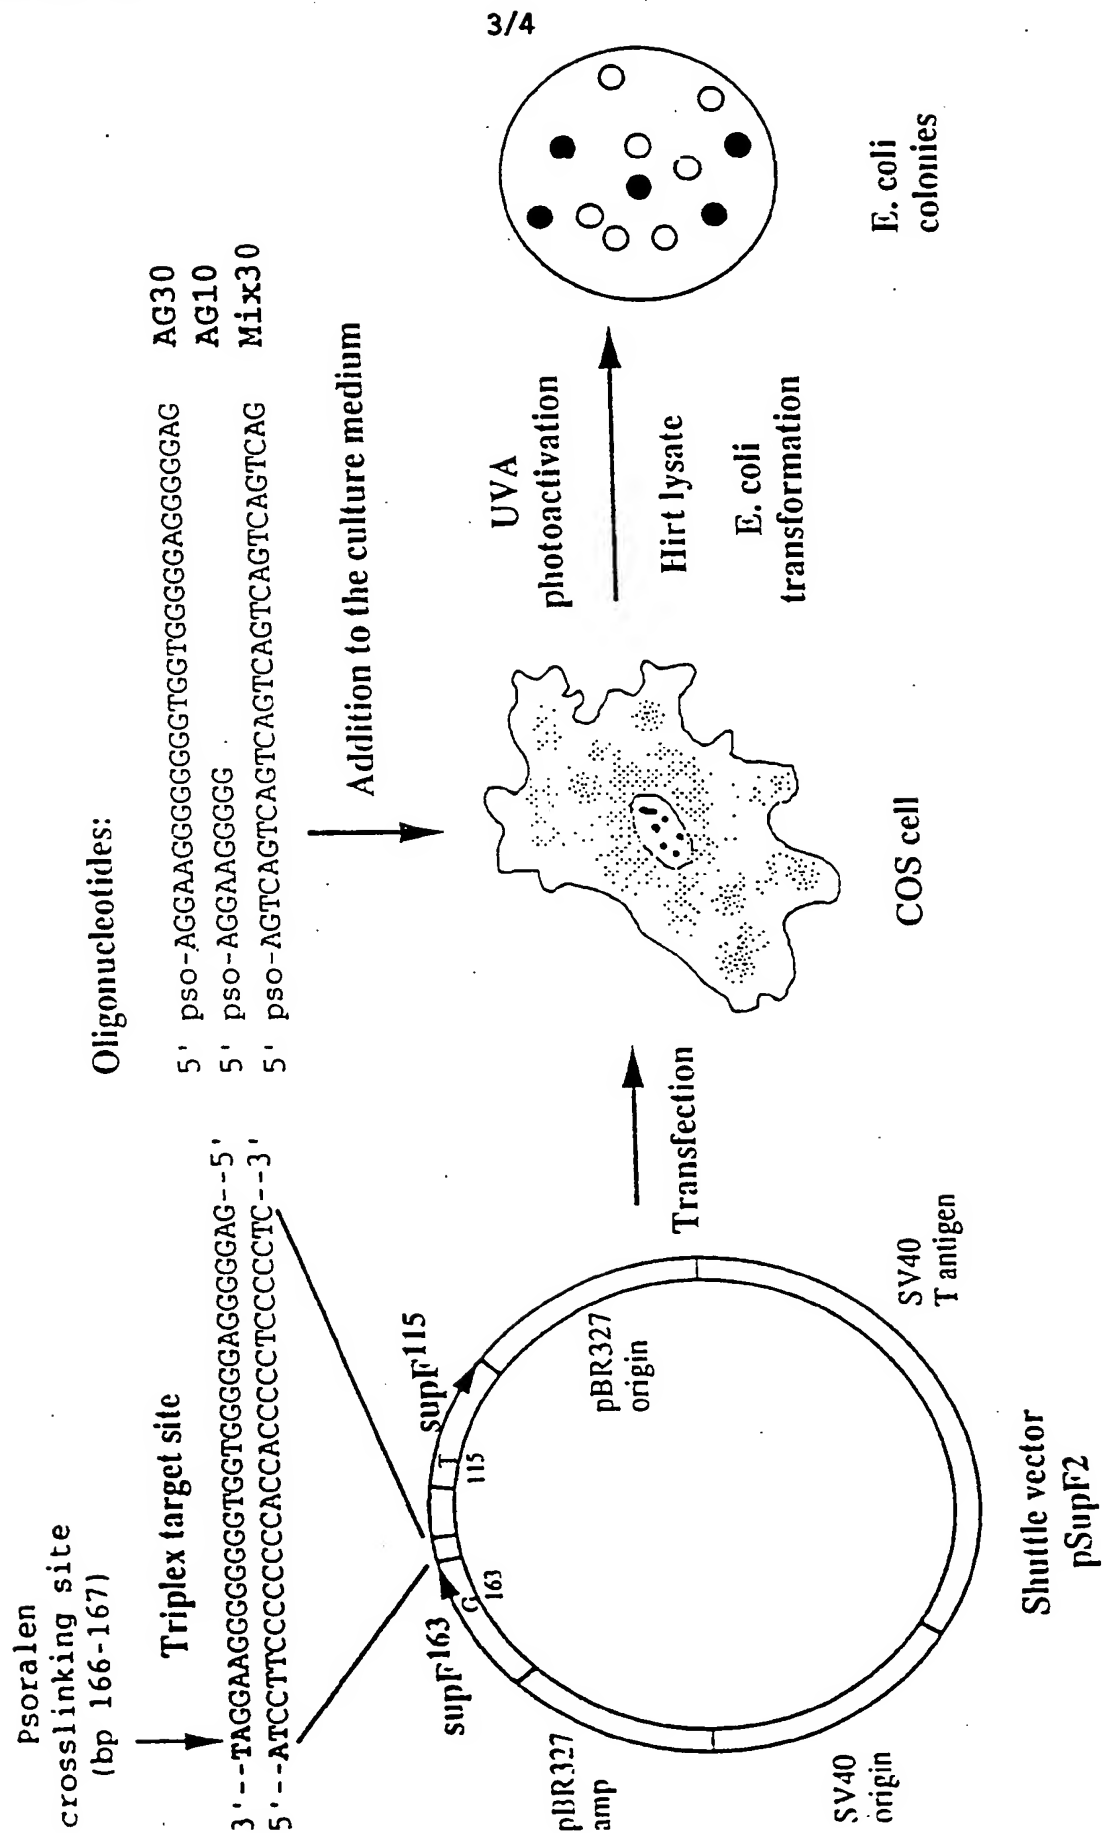 3/4
Psoralen
crosslinking site
(bp 166-167)
Triplex target site
3'--TAGGAAGGGGGGGTGGTGGGGGAGGGGGAG--5'
5'--ATCCTTCCCCCCCACCACCCCCTCCCCCTC--3'
Oligonucleotides:
5' pso-AGGAAGGGGGGGTGGTGGGGGAGGGGGAG AG30
5' pso-AGGAAGGGGG AG10
5' pso-AGTCAGTCAGTCAGTCAGTCAGTCAGTCAG Mix30
Addition to the culture medium
supF163
supF115
G
163
T
115
pBR327
amp
pBR327
origin
SV40
origin
SV40
T antigen
Shuttle vector
pSupF2
Transfection
COS cell
UVA
photoactivation
Hirt lysate
E. coli
transformation
E. coli
colonies